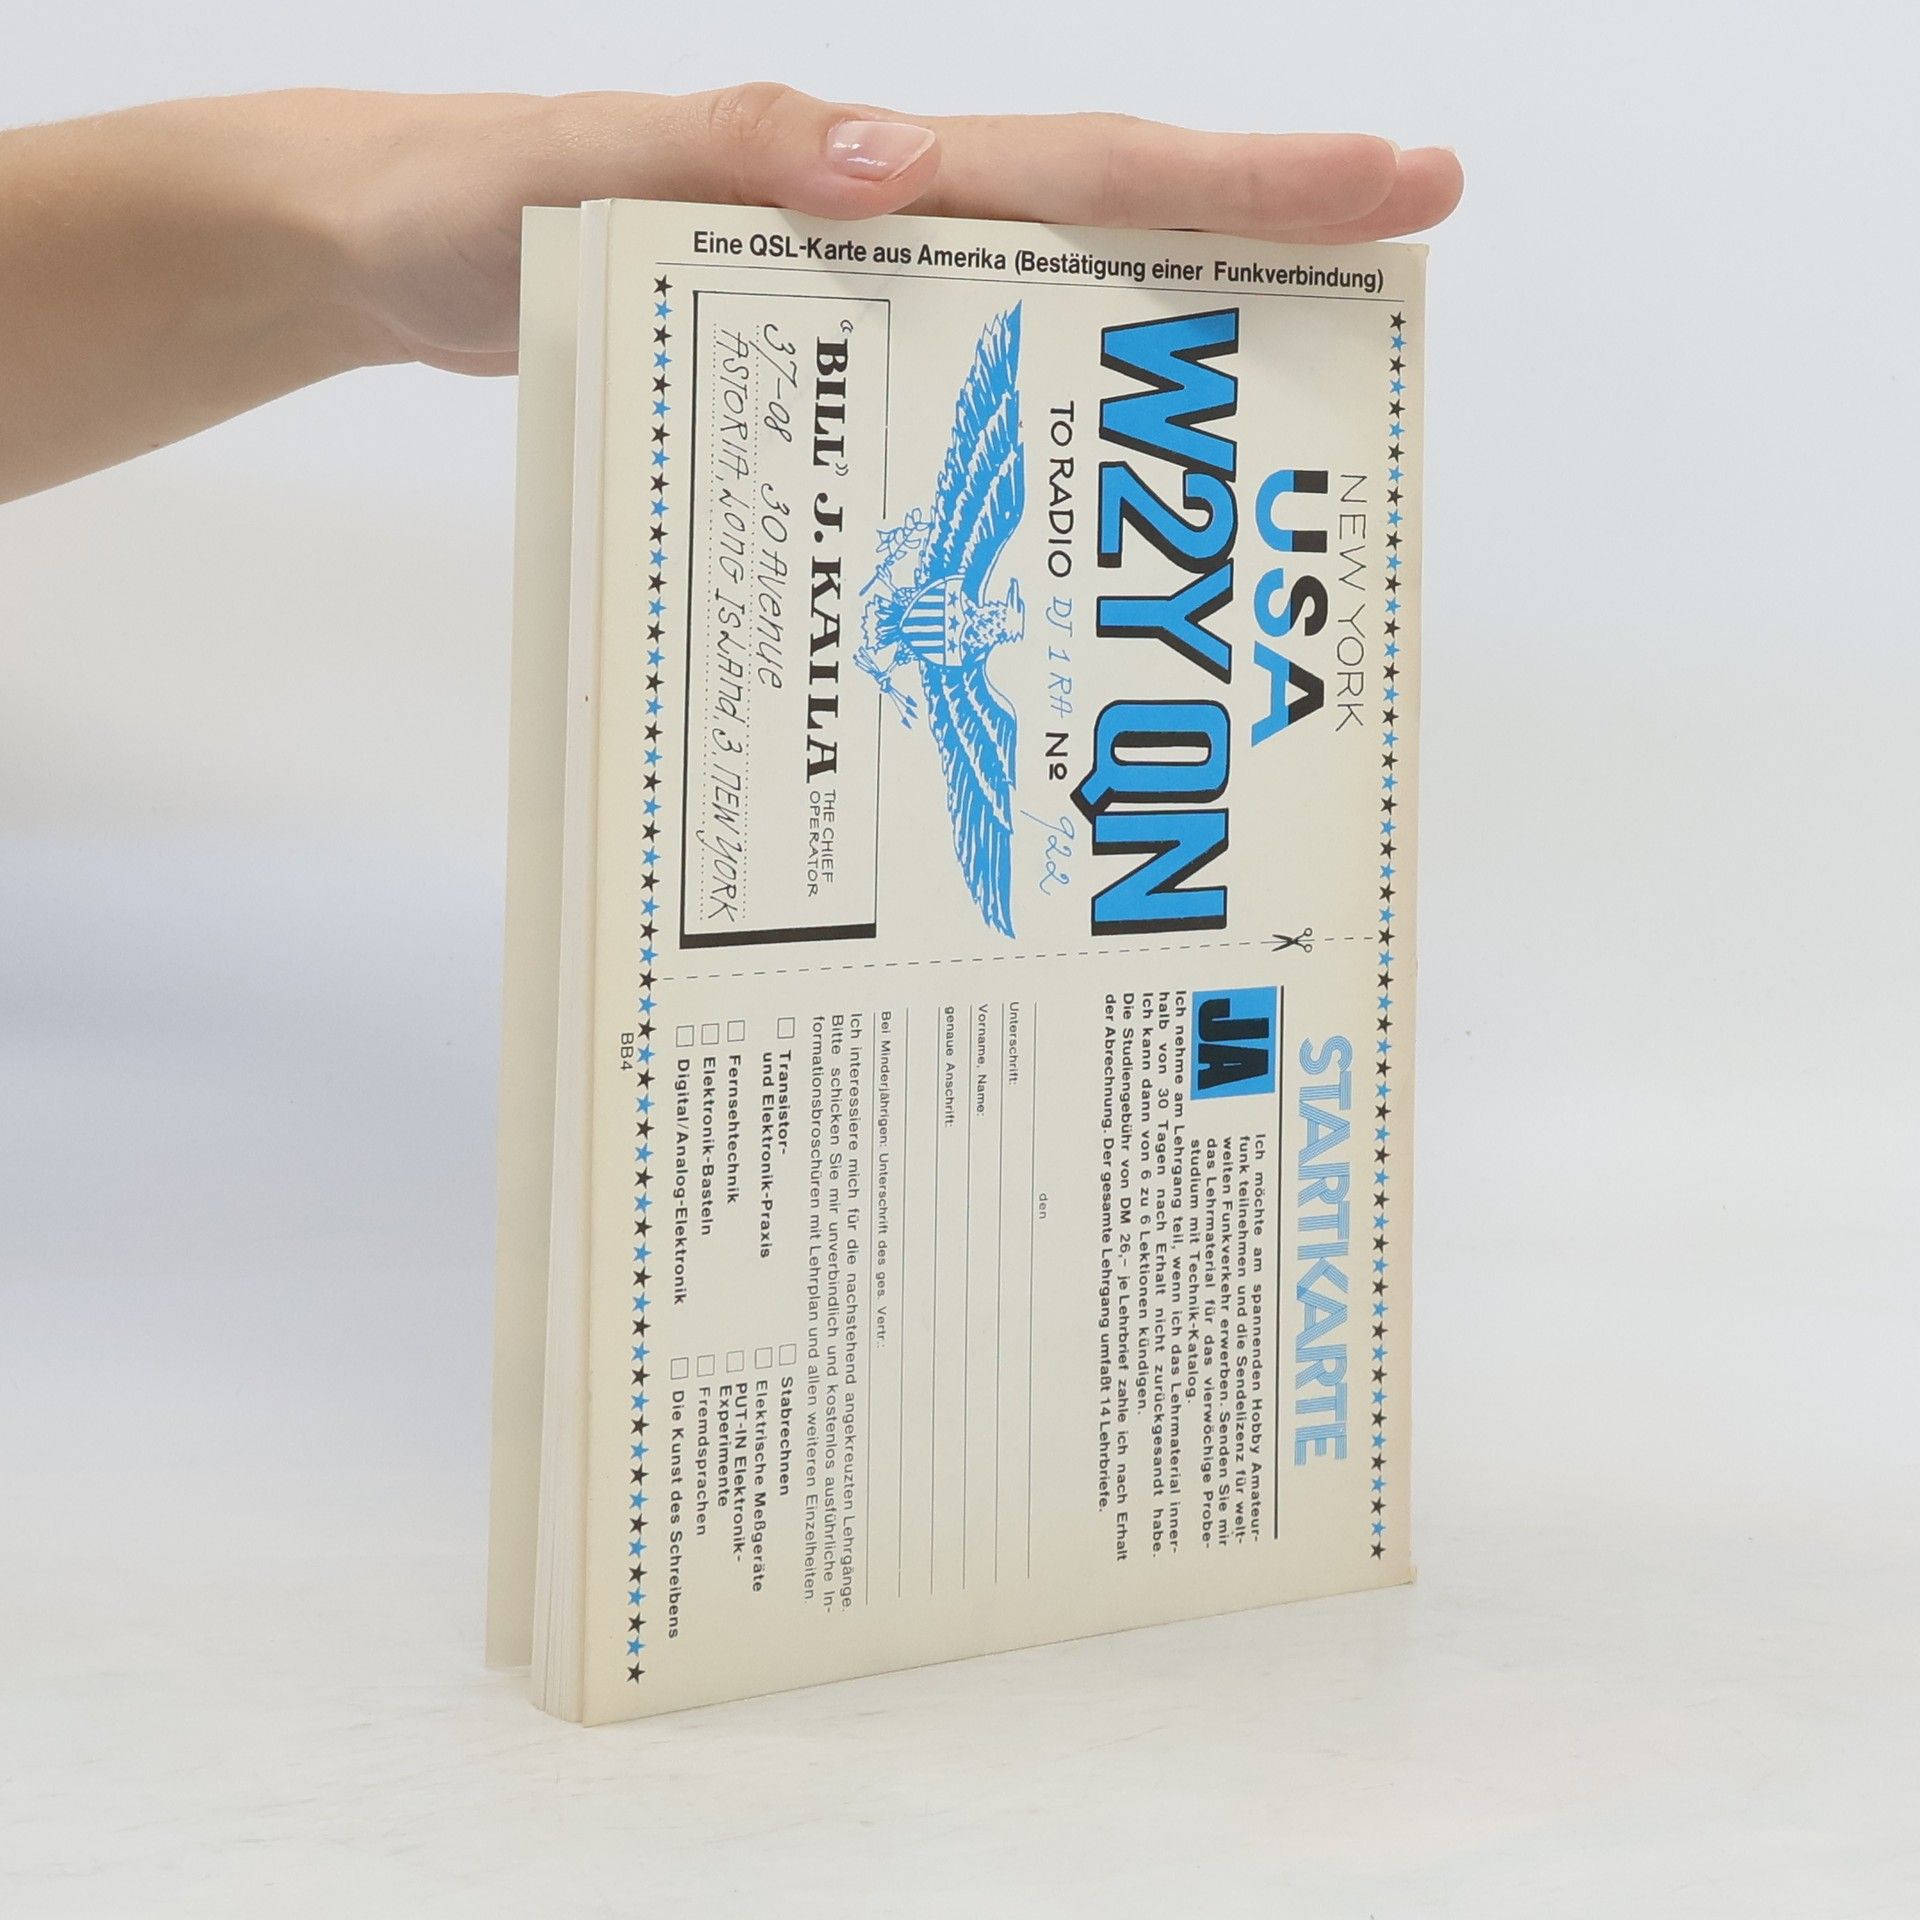 Eine QSL-Karte aus Amerika (Bestätigung einer Funkverbindung)
NEW YORK
USA
W2YQN
TO RADIO DJ 1 RA Nº 922
"BILL" J. KAILA THE CHIEF
OPERATOR
37-08 30 AVENUE
ASTORIA, LONG ISLAND, 3, NEW YORK
STARTKARTE
JA
Ich möchte am spannenden Hobby Amateur-
funk teilnehmen und die Sendelizenz für welt-
weiten Funkverkehr erwerben. Senden Sie mir
das Lehrmaterial für das vierwöchige Probe-
studium mit Technik-Katalog.
Ich nehme am Lehrgang teil, wenn ich das Lehrmaterial inner-
halb von 30 Tagen nach Erhalt nicht zurückgesandt habe.
Ich kann dann von 6 zu 6 Lektionen kündigen.
Die Studiengebühr von DM 26,- je Lehrbrief zahle ich nach Erhalt
der Abrechnung. Der gesamte Lehrgang umfaßt 14 Lehrbriefe.
den
Unterschrift:
Vorname, Name:
genaue Anschrift:
Bei Minderjährigen: Unterschrift des ges. Vertr.:
Ich interessiere mich für die nachstehend angekreuzten Lehrgänge.
Bitte schicken Sie mir unverbindlich und kostenlos ausführliche In-
formationsbroschüren mit Lehrplan und allen weiteren Einzelheiten.
Transistor-
und Elektronik-Praxis
Fernsehtechnik
Elektronik-Basteln
Digital/Analog-Elektronik
Stabrechnen
Elektrische Meßgeräte
PUT-IN Elektronik-
Experimente
Fremdsprachen
Die Kunst des Schreibens
BB4